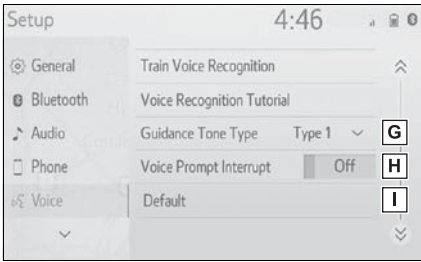 Setup 4:46
General Train Voice Recognition
Bluetooth Voice Recognition Tutorial
Audio Guidance Tone Type Type 1 G
Phone Voice Prompt Interrupt Off H
Voice Default I